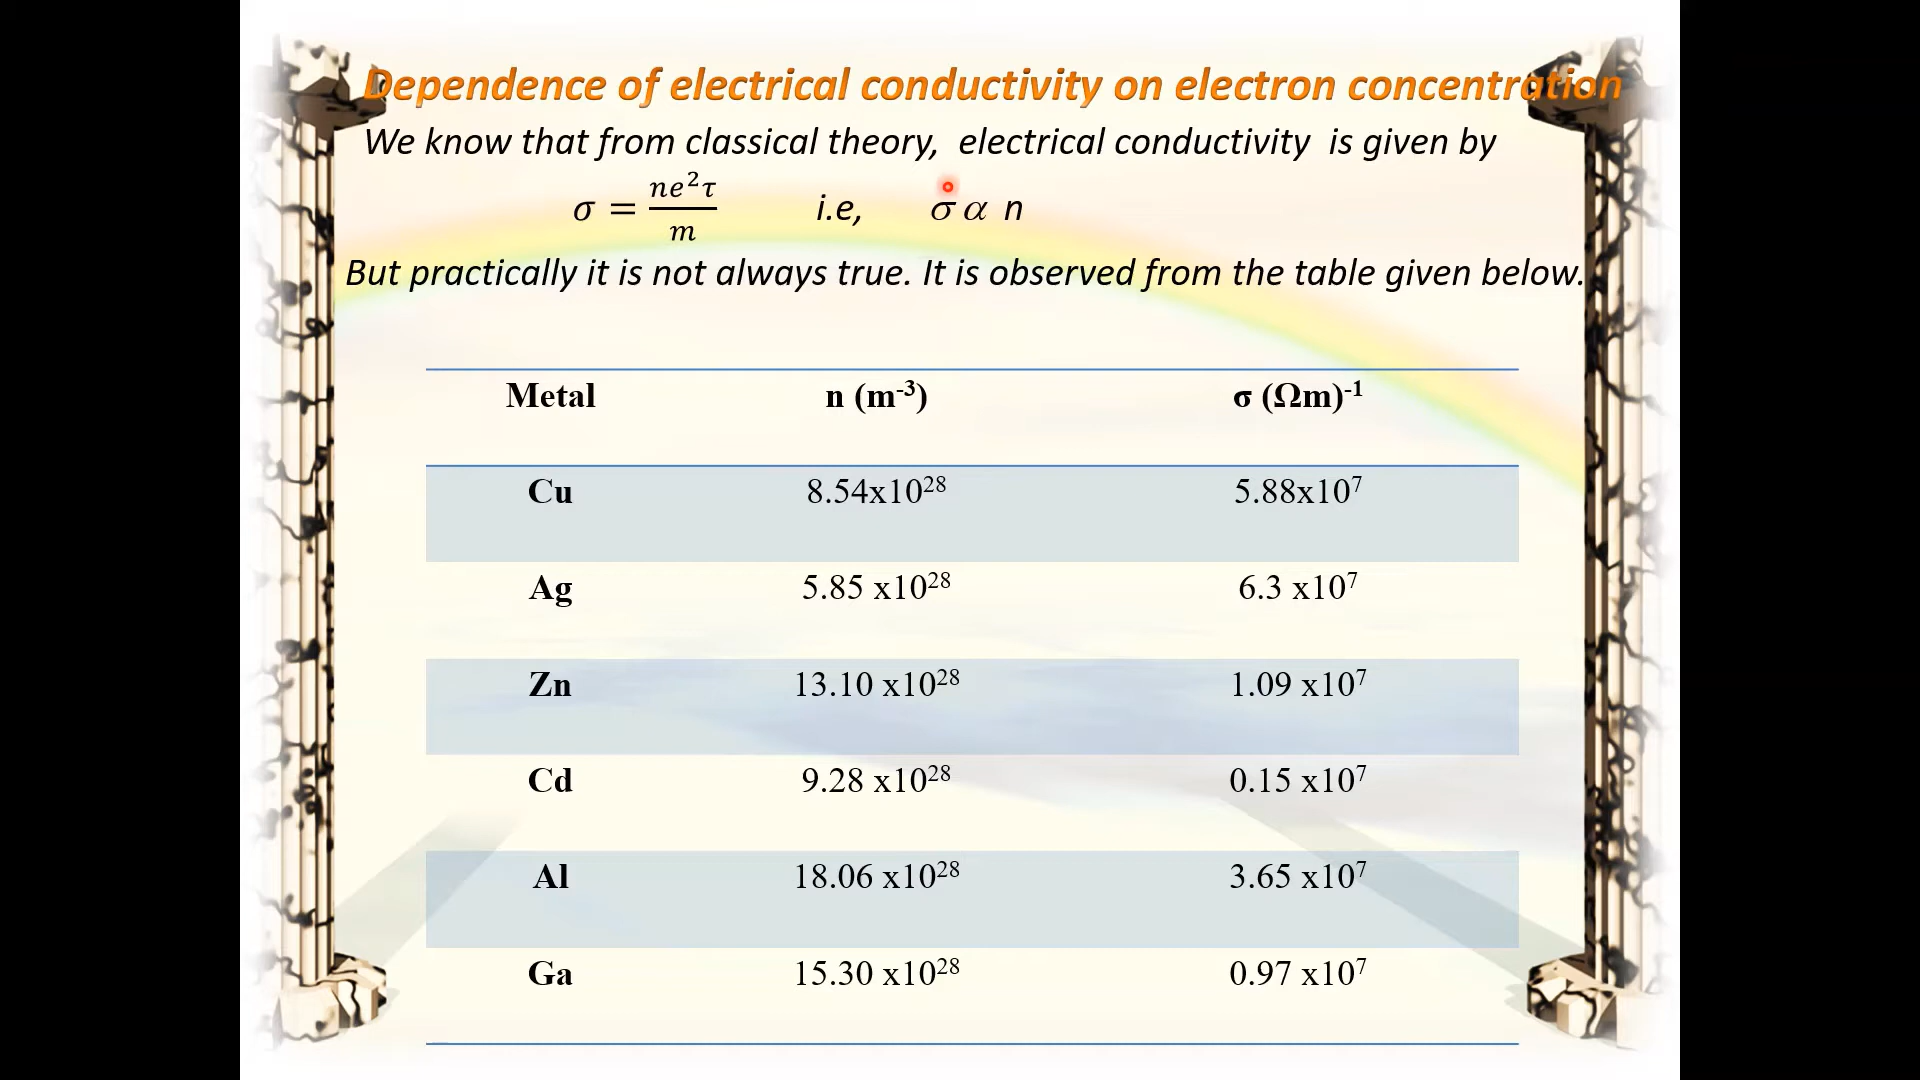 Dependence of electrical conductivity on electron concentration
We know that from classical theory, electrical conductivity is given by
σ = ne²τ/m i.e, σ α n
But practically it is not always true. It is observed from the table given below.
Metal n (m⁻³) σ (Ωm)⁻¹
Cu 8.54x10²⁸ 5.88x10⁷
Ag 5.85 x10²⁸ 6.3 x10⁷
Zn 13.10 x10²⁸ 1.09 x10⁷
Cd 9.28 x10²⁸ 0.15 x10⁷
Al 18.06 x10²⁸ 3.65 x10⁷
Ga 15.30 x10²⁸ 0.97 x10⁷